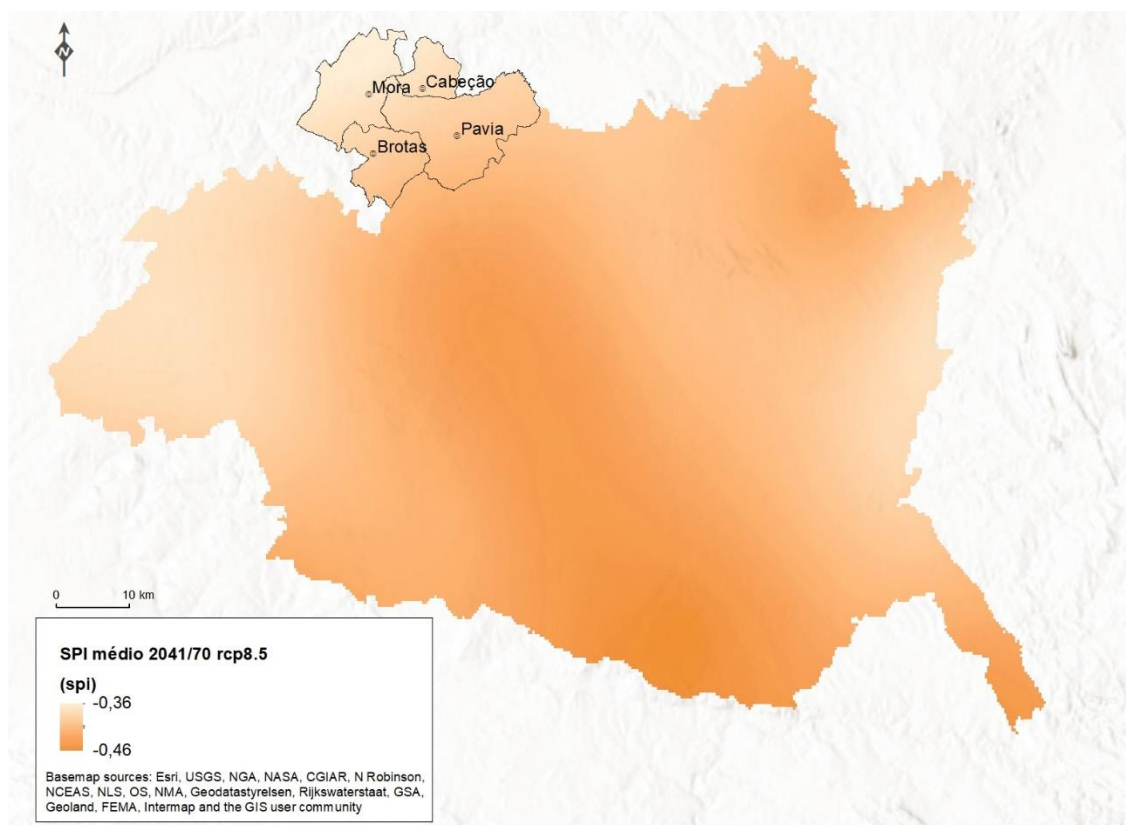 N
Mora
Cabeção
Pavia
Brotas
0 10 km
SPI médio 2041/70 rcp8.5
(spi)
-0,36
-0,46
Basemap sources: Esri, USGS, NGA, NASA, CGIAR, N Robinson,
NCEAS, NLS, OS, NMA, Geodatastyrelsen, Rijkswaterstaat, GSA,
Geoland, FEMA, Intermap and the GIS user community